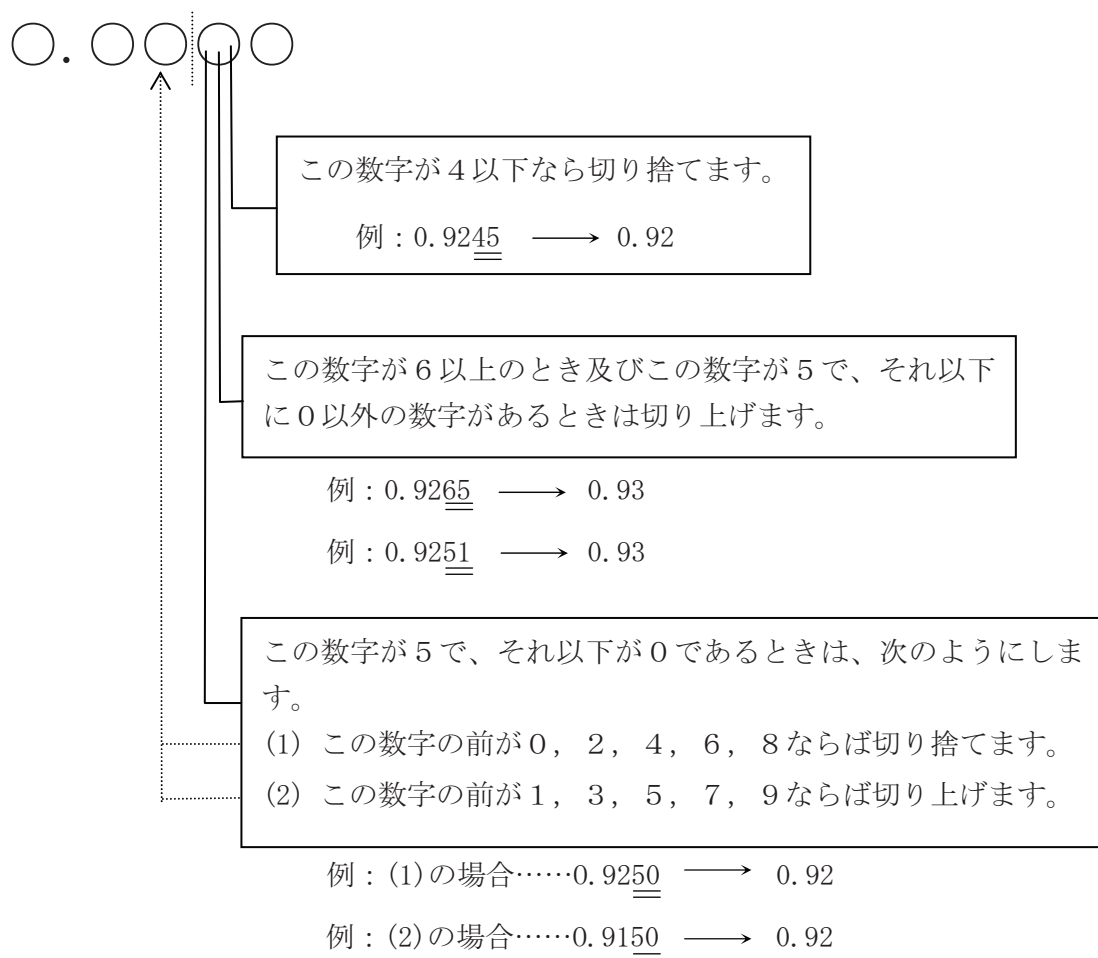 ○.○○○○
この数字が４以下なら切り捨てます。
例：0.9245 ⟶ 0.92
この数字が６以上のとき及びこの数字が５で、それ以下
に０以外の数字があるときは切り上げます。
例：0.9265 ⟶ 0.93
例：0.9251 ⟶ 0.93
この数字が５で、それ以下が０であるときは、次のようにしま
す。
(1) この数字の前が０，２，４，６，８ならば切り捨てます。
(2) この数字の前が１，３，５，７，９ならば切り上げます。
例：(1)の場合……0.9250 ⟶ 0.92
例：(2)の場合……0.9150 ⟶ 0.92